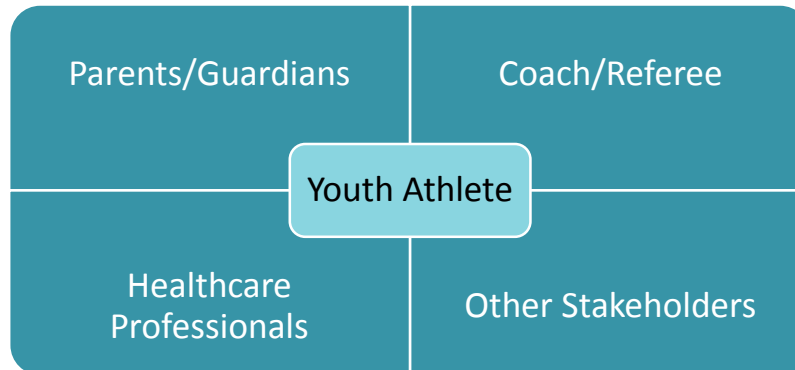 Parents/Guardians
Coach/Referee
Youth Athlete
Healthcare
Professionals
Other Stakeholders